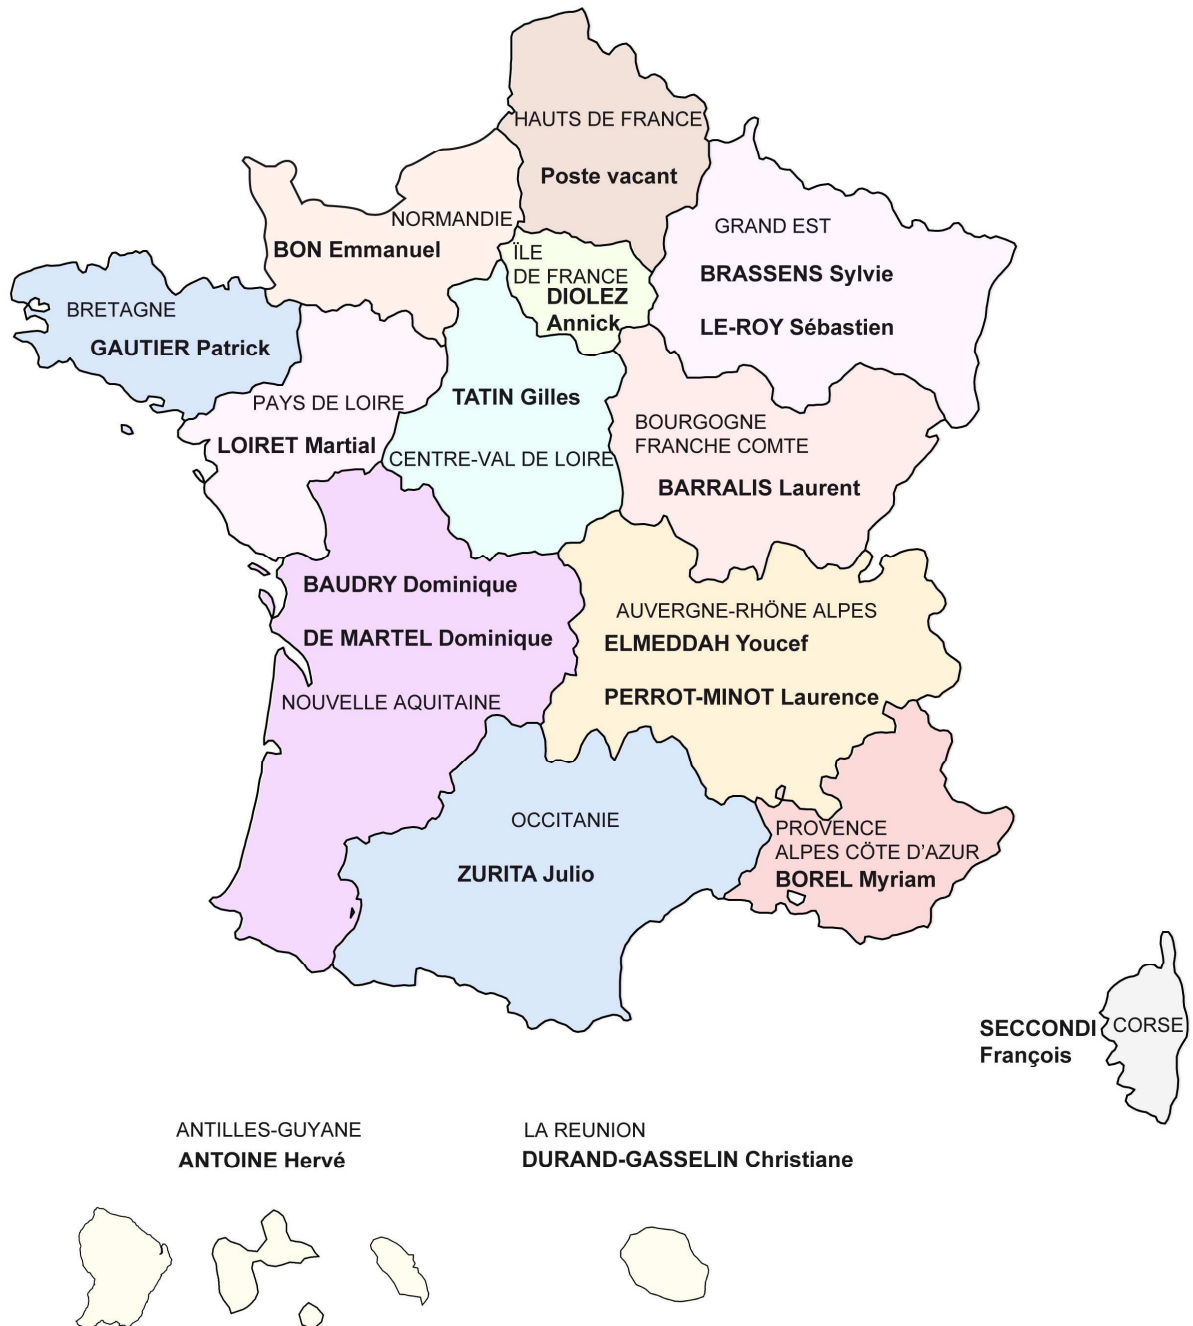 HAUTS DE FRANCE
Poste vacant
NORMANDIE
BON Emmanuel
ÏLE
DE FRANCE
DIOLEZ
Annick
GRAND EST
BRASSENS Sylvie
LE-ROY Sébastien
BRETAGNE
GAUTIER Patrick
PAYS DE LOIRE
LOIRET Martial
TATIN Gilles
CENTRE-VAL DE LOIRE
BOURGOGNE
FRANCHE COMTE
BARRALIS Laurent
BAUDRY Dominique
DE MARTEL Dominique
NOUVELLE AQUITAINE
AUVERGNE-RHÖNE ALPES
ELMEDDAH Youcef
PERROT-MINOT Laurence
OCCITANIE
ZURITA Julio
PROVENCE
ALPES CÖTE D'AZUR
BOREL Myriam
SECCONDI
François
CORSE
ANTILLES-GUYANE
ANTOINE Hervé
LA REUNION
DURAND-GASSELIN Christiane